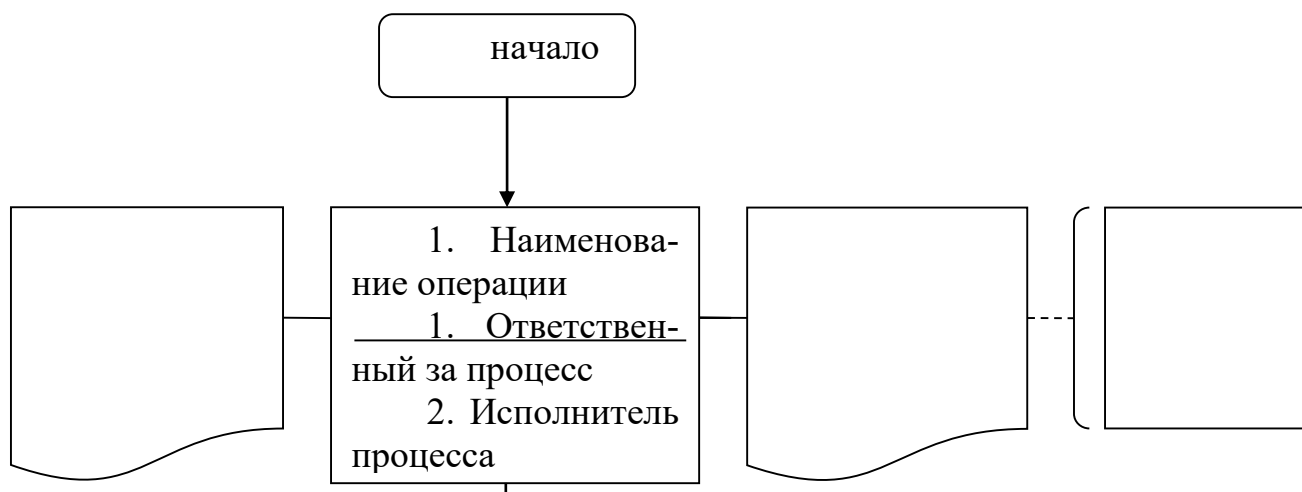 начало
1. Наименова-
ние операции
1. Ответствен-
ный за процесс
2. Исполнитель
процесса